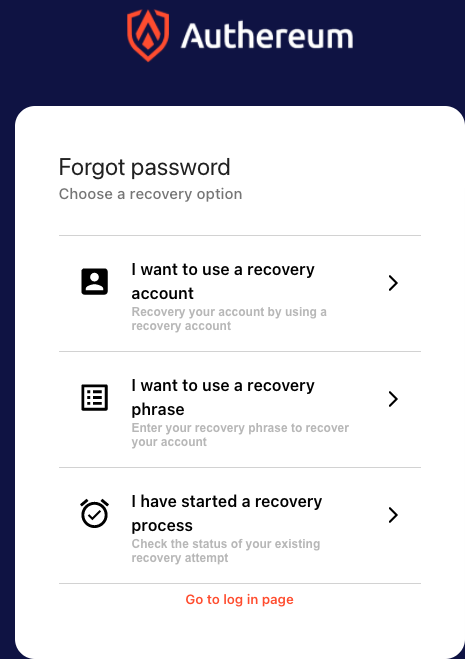 Authereum
Forgot password
Choose a recovery option
I want to use a recovery
account
Recovery your account by using a
recovery account
I want to use a recovery
phrase
Enter your recovery phrase to recover
your account
I have started a recovery
process
Check the status of your existing
recovery attempt
Go to log in page